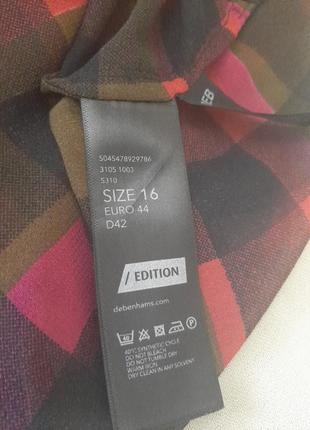 5045478929786
3105 1003
S310
SIZE 16
EURO 44
D42
/ EDITION
debenhams.com
40
40°C SYNTHETIC CYCLE
DO NOT BLEACH
DO NOT TUMBLE DRY
WARM IRON
DRY CLEAN IN ANY SOLVENT